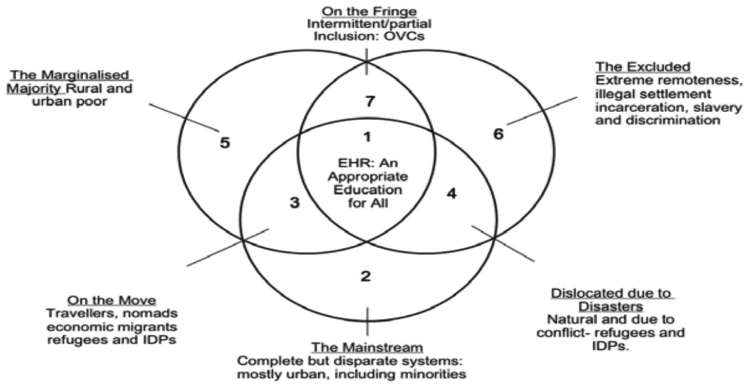 On the Fringe
Intermittent/partial
Inclusion: OVCs
The Marginalised
Majority Rural and
urban poor
The Excluded
Extreme remoteness,
illegal settlement
incarceration, slavery
and discrimination
7
5
1
6
EHR: An
Appropriate
Education
for All
3
4
2
On the Move
Travellers, nomads
economic migrants
refugees and IDPs
Dislocated due to
Disasters
Natural and due to
conflict- refugees and
IDPs.
The Mainstream
Complete but disparate systems:
mostly urban, including minorities